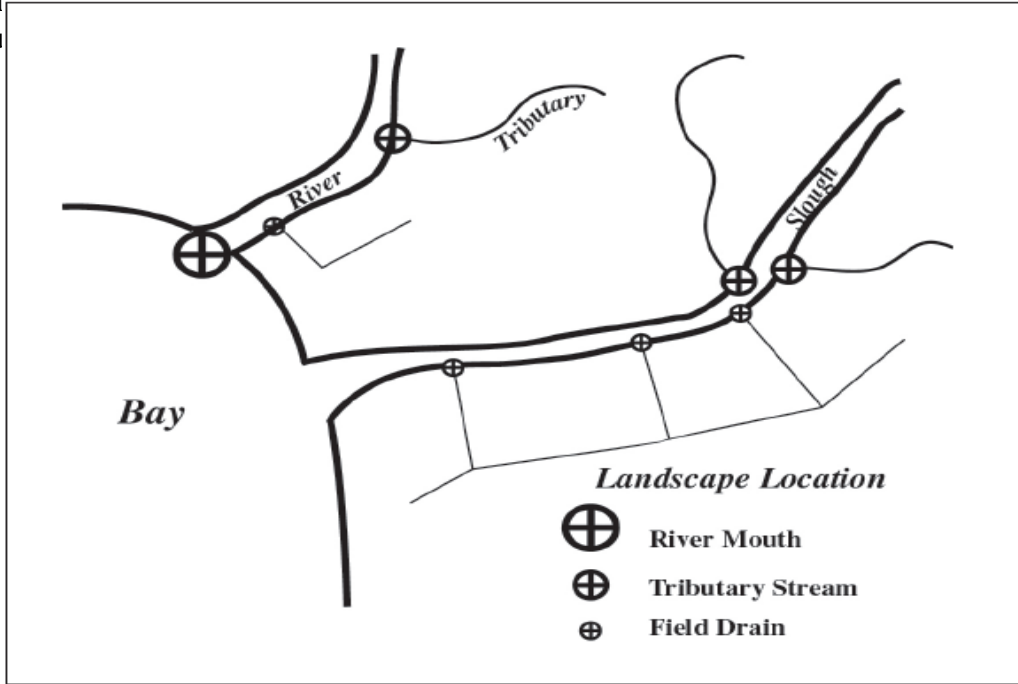 Tributary
River
Slough
Bay
Landscape Location
River Mouth
Tributary Stream
Field Drain